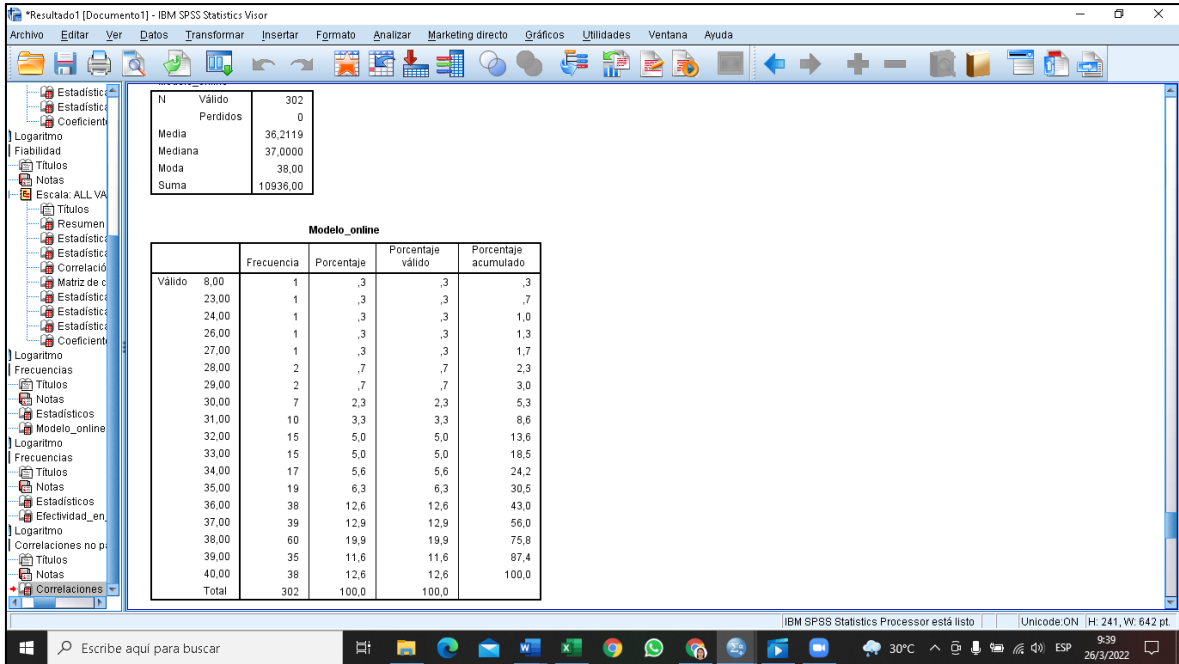 *Resultado1 [Documento1] - IBM SPSS Statistics Visor
Archivo Editar Ver Datos Transformar Insertar Formato Analizar Marketing directo Gráficos Utilidades Ventana Ayuda
Estadística
Estadística
Coeficient
Logaritmo
Fiabilidad
Títulos
Notas
Escala: ALL VA
Títulos
Resumen
Estadística
Estadística
Correlació
Matriz de c
Estadística
Estadística
Estadística
Coeficient
Logaritmo
Frecuencias
Títulos
Notas
Estadísticos
Modelo_online
Logaritmo
Frecuencias
Títulos
Notas
Estadísticos
Efectividad_en_
Logaritmo
Correlaciones no pa
Títulos
Notas
Correlaciones
N Válido 302
Perdidos 0
Media 36,2119
Mediana 37,0000
Moda 38,00
Suma 10936,00
Modelo_online
Frecuencia Porcentaje Porcentaje válido Porcentaje acumulado
Válido 8,00 1 ,3 ,3 ,3
23,00 1 ,3 ,3 ,7
24,00 1 ,3 ,3 1,0
26,00 1 ,3 ,3 1,3
27,00 1 ,3 ,3 1,7
28,00 2 ,7 ,7 2,3
29,00 2 ,7 ,7 3,0
30,00 7 2,3 2,3 5,3
31,00 10 3,3 3,3 8,6
32,00 15 5,0 5,0 13,6
33,00 15 5,0 5,0 18,5
34,00 17 5,6 5,6 24,2
35,00 19 6,3 6,3 30,5
36,00 38 12,6 12,6 43,0
37,00 39 12,9 12,9 56,0
38,00 60 19,9 19,9 75,8
39,00 35 11,6 11,6 87,4
40,00 38 12,6 12,6 100,0
Total 302 100,0 100,0
IBM SPSS Statistics Processor está listo Unicode:ON H: 241, W: 642 pt.
Escribe aquí para buscar
30°C ESP 9:39
26/3/2022